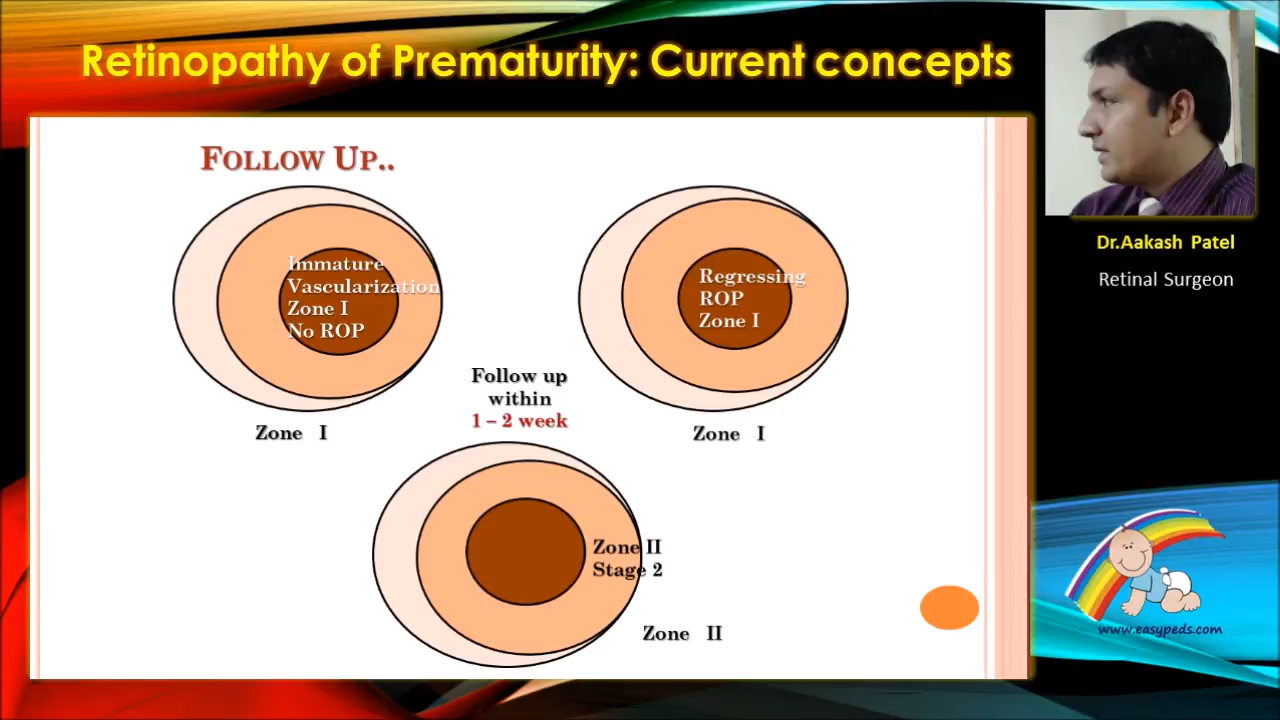 Retinopathy of Prematurity: Current concepts
Dr.Aakash Patel
Retinal Surgeon
FOLLOW UP..
Immature
Vascularization
Zone I
No ROP
Zone I
Regressing
ROP
Zone I
Zone I
Follow up
within
1 – 2 week
Zone II
Stage 2
Zone II
www.easypeds.com